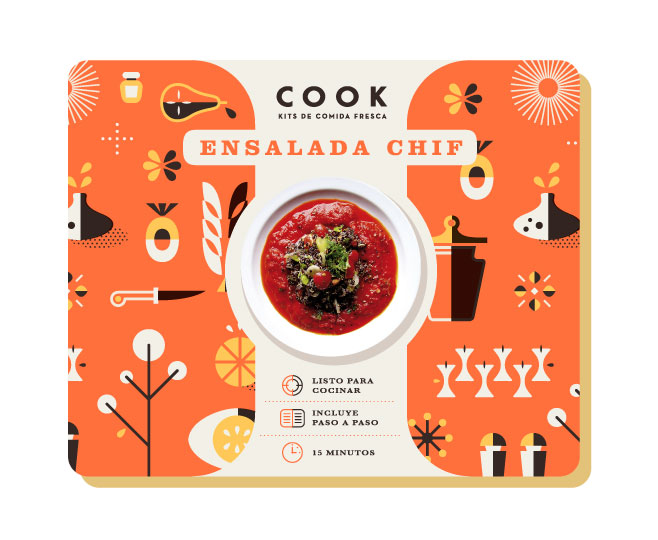 COOK
KITS DE COMIDA FRESCA
ENSALADA CHIF
LISTO PARA
COCINAR
INCLUYE
PASO A PASO
15 MINUTOS